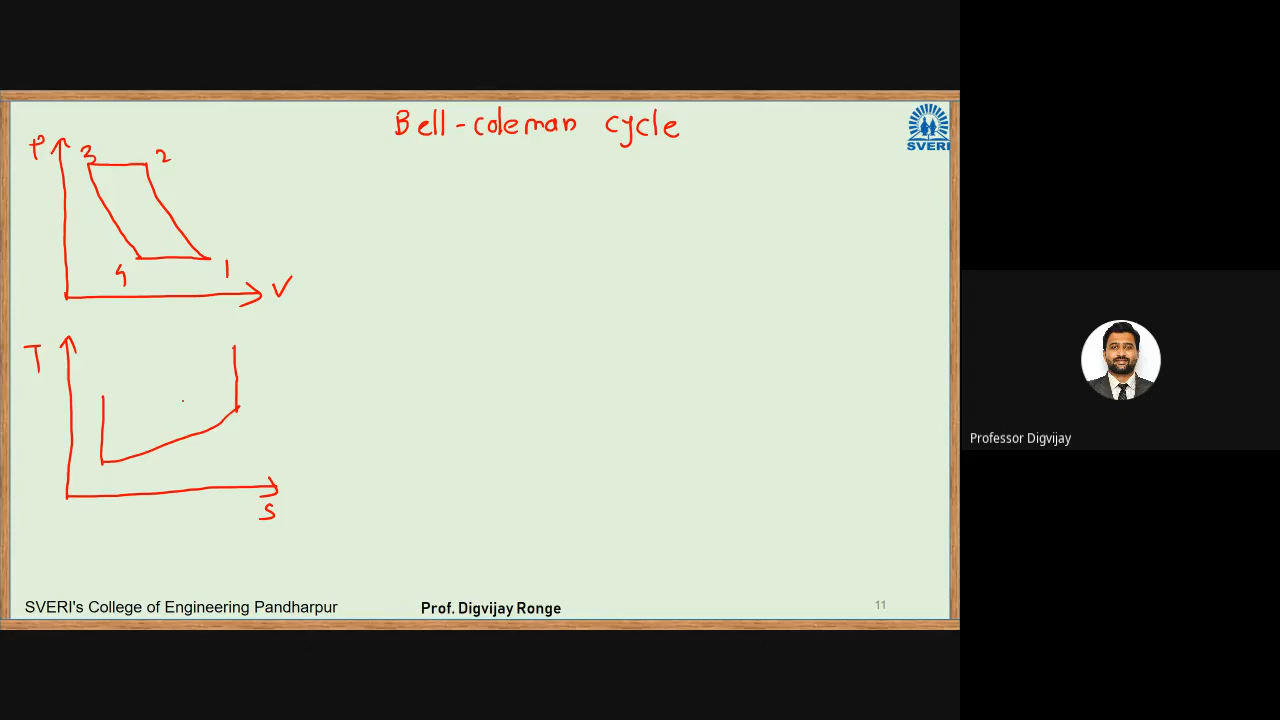 Bell-coleman cycle
SVERI
P
3
2
4
1
V
T
S
Professor Digvijay
SVERI's College of Engineering Pandharpur
Prof. Digvijay Ronge
11